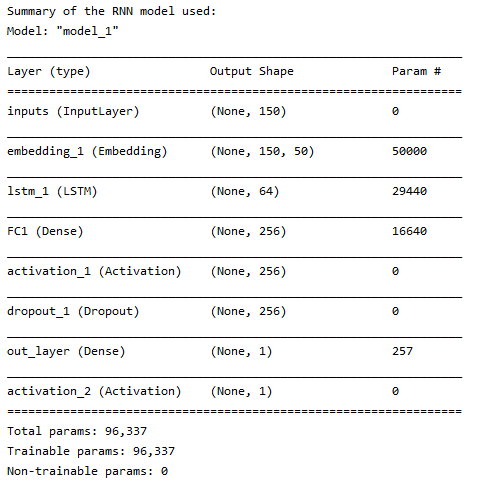 Summary of the RNN model used:
Model: "model_1"
_________________________________________________________________
Layer (type)                 Output Shape              Param #
=================================================================
inputs (InputLayer)          (None, 150)               0
_________________________________________________________________
embedding_1 (Embedding)      (None, 150, 50)           50000
_________________________________________________________________
lstm_1 (LSTM)                (None, 64)                29440
_________________________________________________________________
FC1 (Dense)                  (None, 256)               16640
_________________________________________________________________
activation_1 (Activation)    (None, 256)               0
_________________________________________________________________
dropout_1 (Dropout)          (None, 256)               0
_________________________________________________________________
out_layer (Dense)            (None, 1)                 257
_________________________________________________________________
activation_2 (Activation)    (None, 1)                 0
=================================================================
Total params: 96,337
Trainable params: 96,337
Non-trainable params: 0